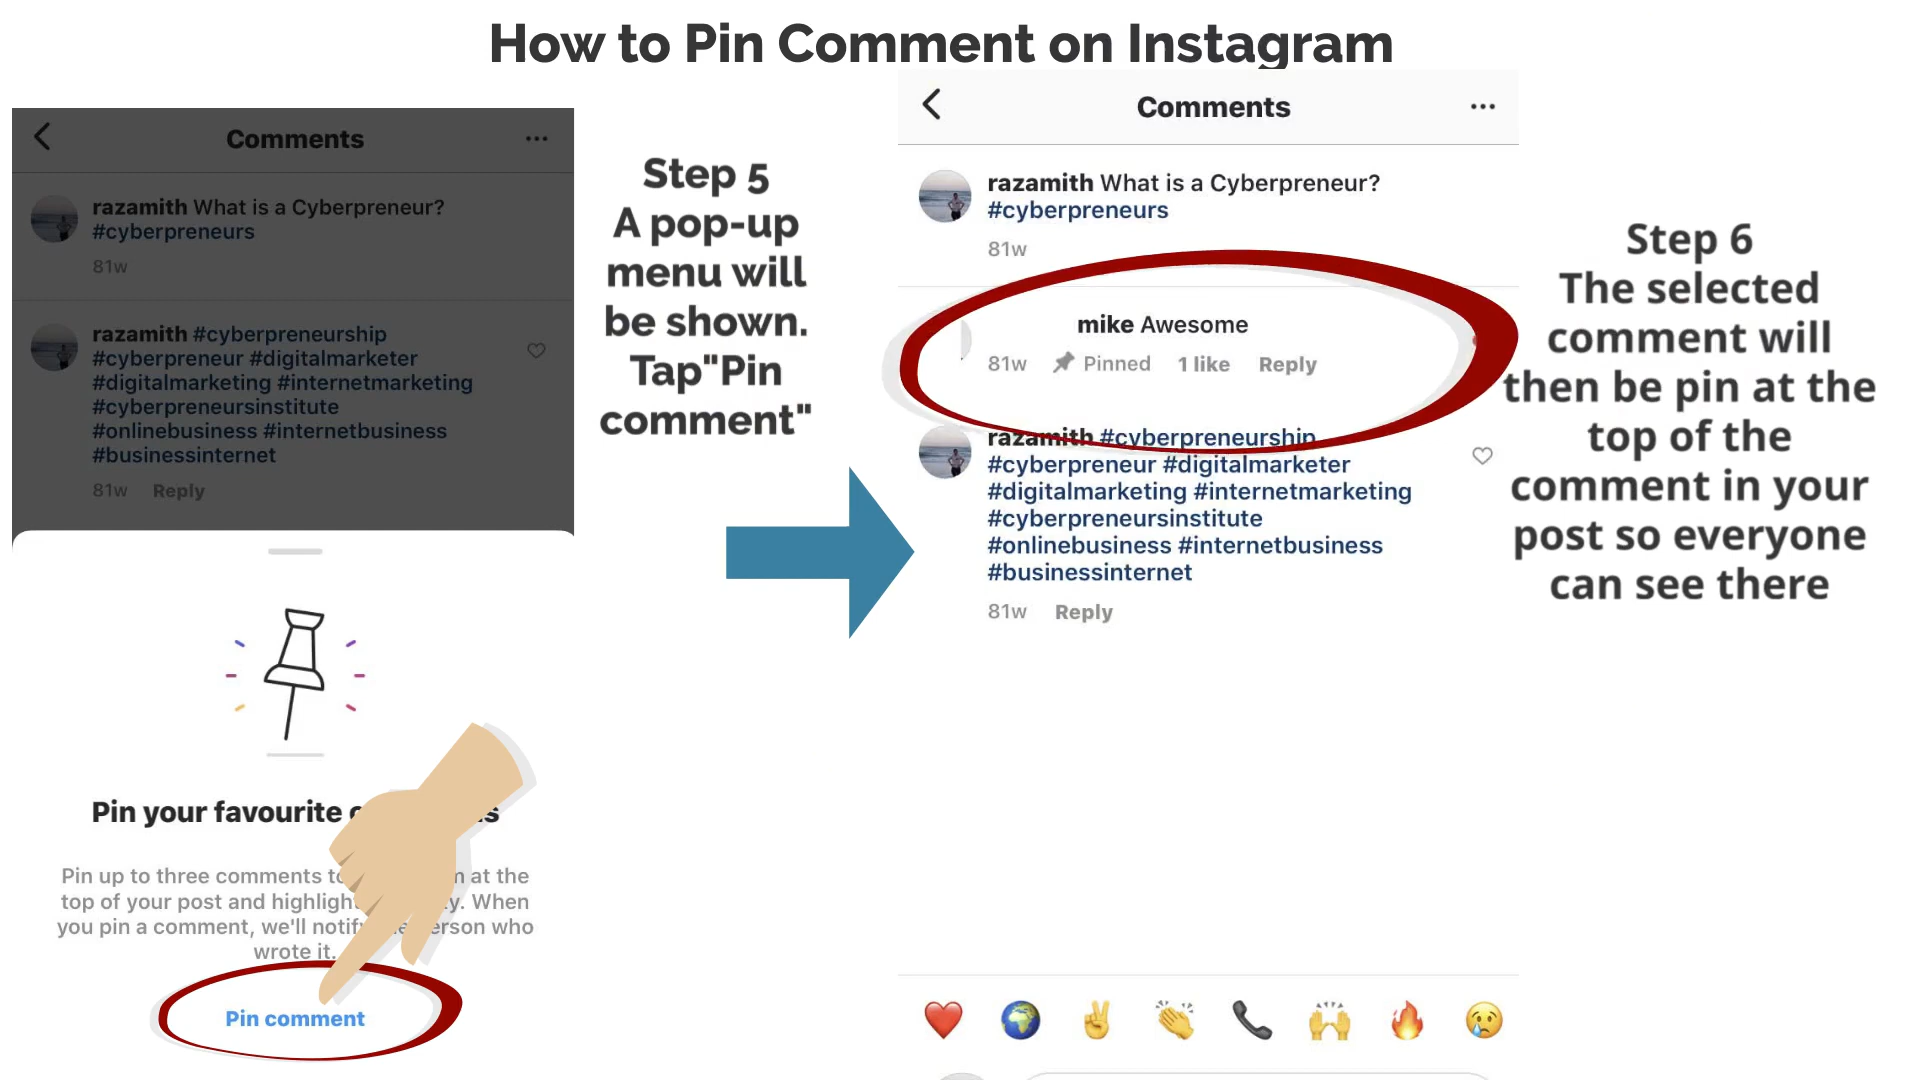 How to Pin Comment on Instagram
Comments
razamith What is a Cyberpreneur?
#cyberpreneurs
81w
razamith #cyberpreneurship
#cyberpreneur #digitalmarketer
#digitalmarketing #internetmarketing
#cyberpreneursinstitute
#onlinebusiness #internetbusiness
#businessinternet
81w Reply
Pin your favourite
Pin up to three comments at the
top of your post and When
you pin a comment, we'll who
wrote it.
Pin comment
Step 5
A pop-up
menu will
be shown.
Tap"Pin
comment"
Comments
razamith What is a Cyberpreneur?
#cyberpreneurs
81w
mike Awesome
81w Pinned 1 like Reply
razamith #cyberpreneurship
#cyberpreneur #digitalmarketer
#digitalmarketing #internetmarketing
#cyberpreneursinstitute
#onlinebusiness #internetbusiness
#businessinternet
81w Reply
Step 6
The selected
comment will
then be pin at the
top of the
comment in your
post so everyone
can see there